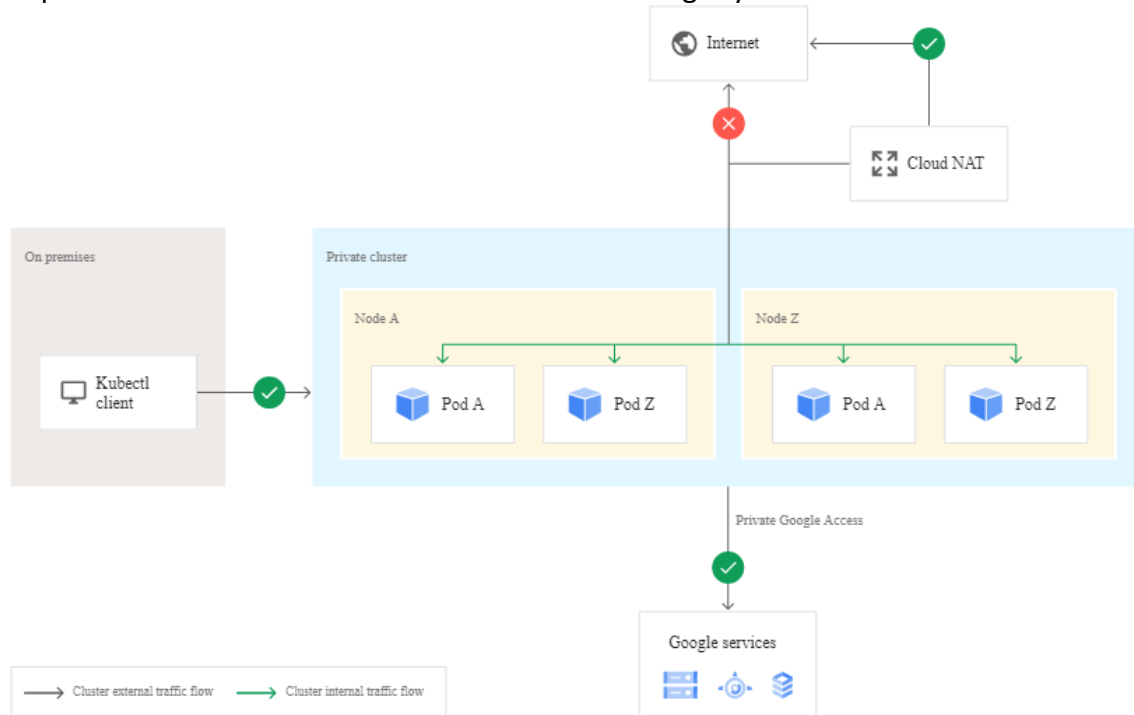 Internet
Cloud NAT
On premises
Private cluster
Node A
Node Z
Kubectl
client
Pod A
Pod Z
Pod A
Pod Z
Private Google Access
Google services
Cluster external traffic flow
Cluster internal traffic flow